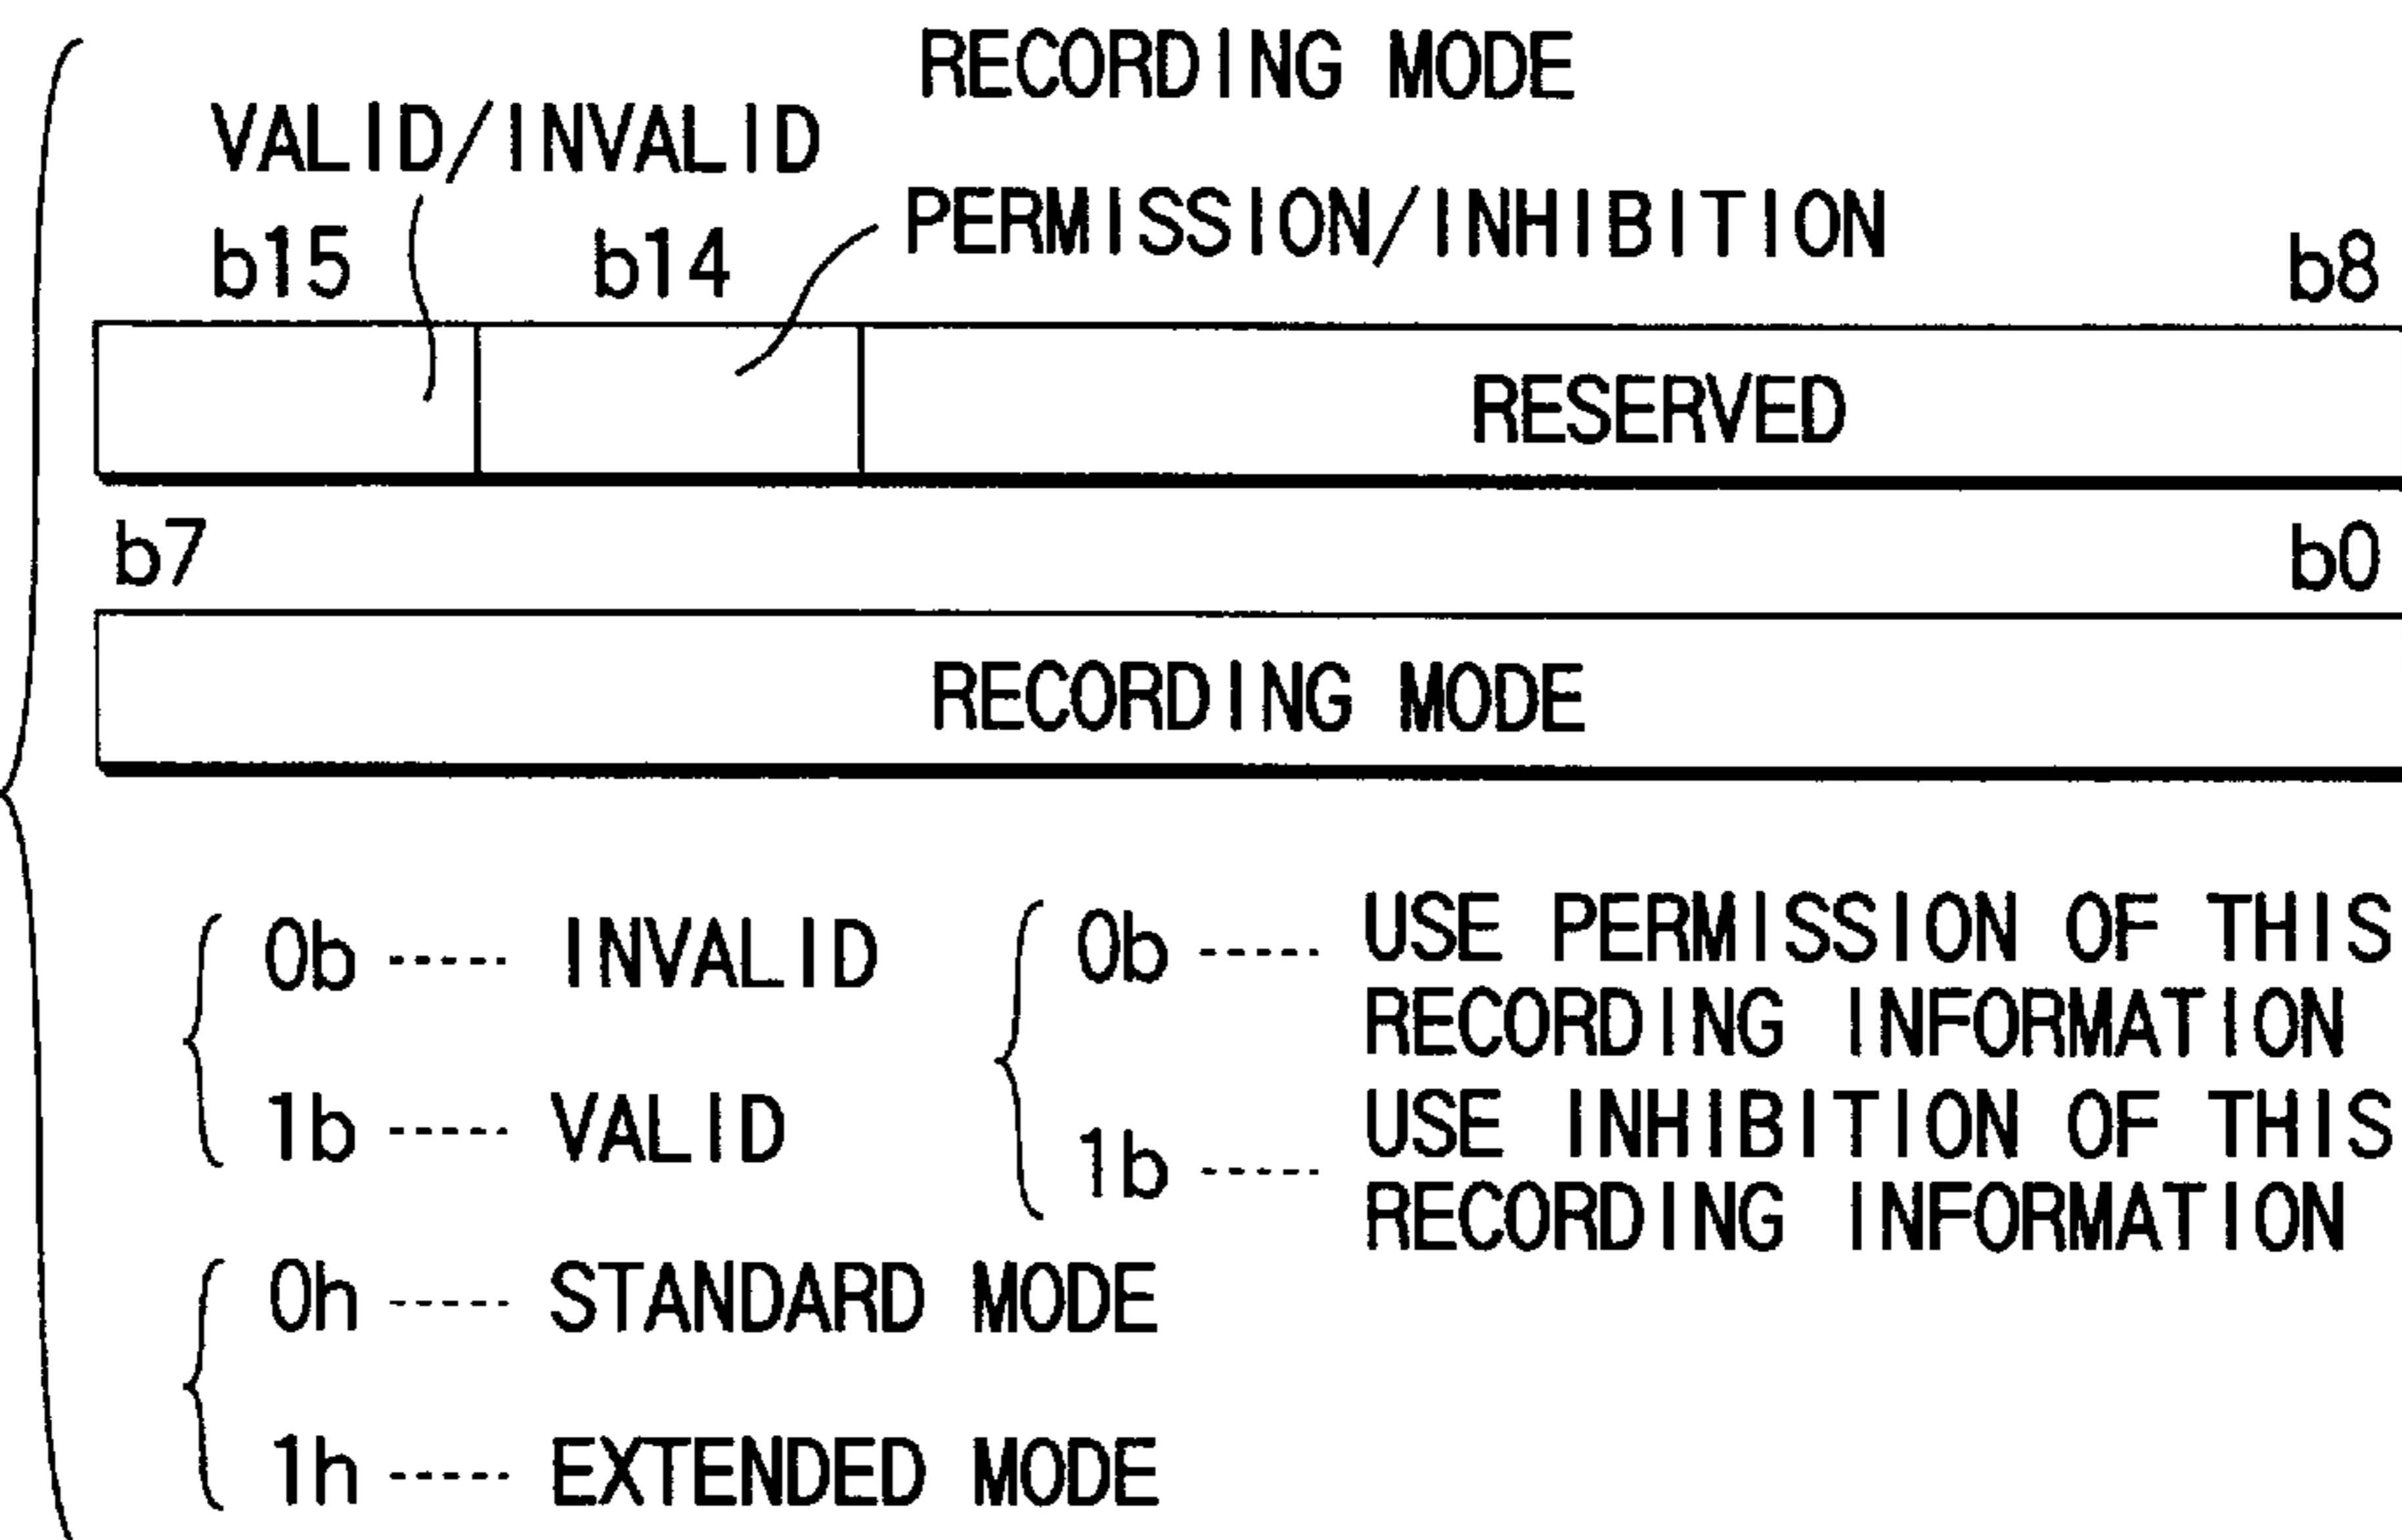 RECORDING MODE
VALID/INVALID
PERMISSION/INHIBITION
b15 b14 b8
RESERVED
b7 b0
RECORDING MODE
0b ----- INVALID
1b ----- VALID
0b ----- USE PERMISSION OF THIS
RECORDING INFORMATION
1b ----- USE INHIBITION OF THIS
RECORDING INFORMATION
0h ----- STANDARD MODE
1h ----- EXTENDED MODE